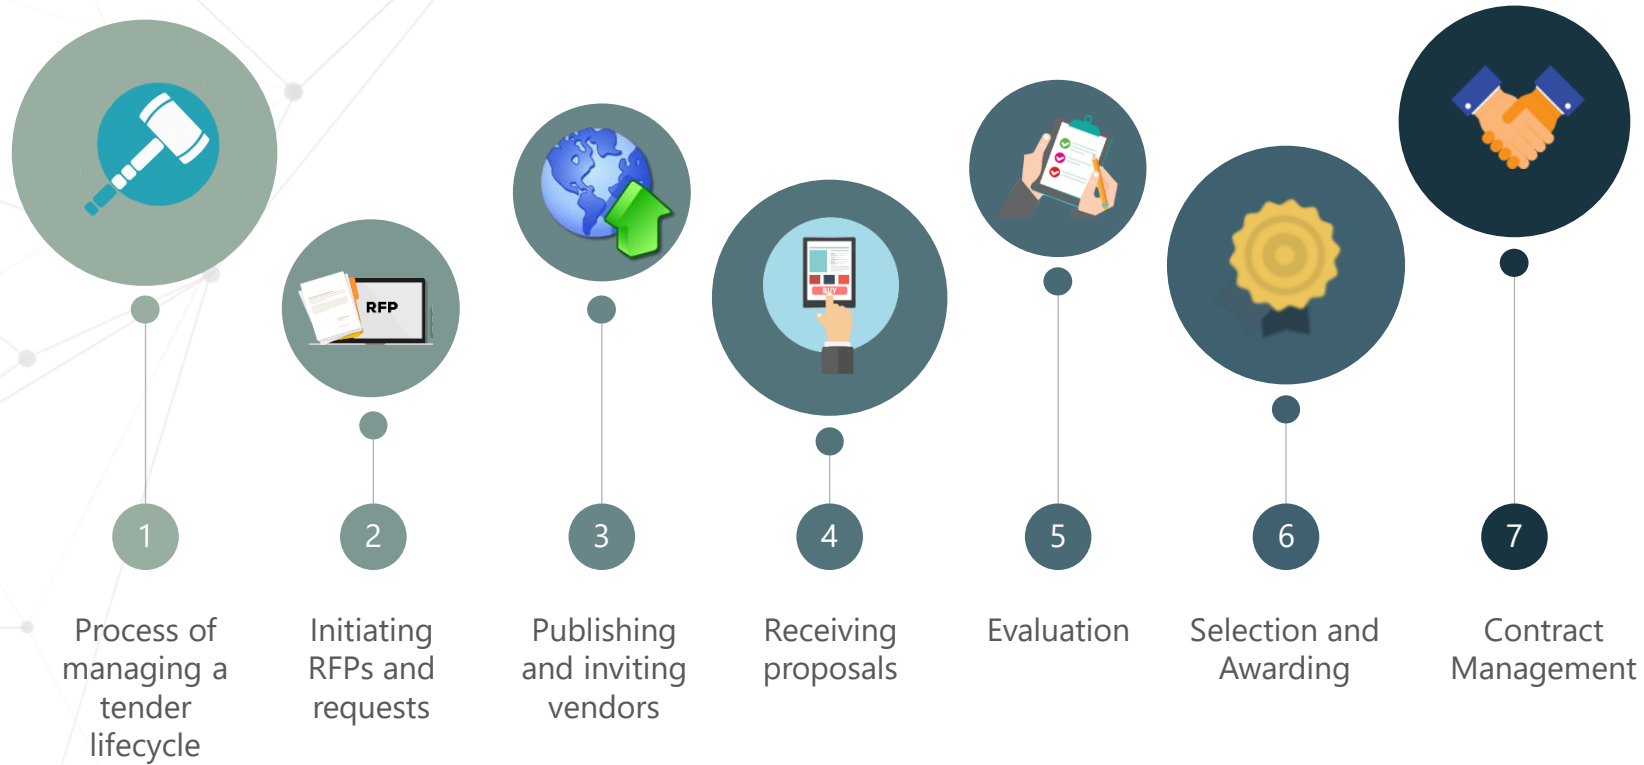 RFP
BUY
1
2
3
4
5
6
7
Process of
managing a
tender
lifecycle
Initiating
RFPs and
requests
Publishing
and inviting
vendors
Receiving
proposals
Evaluation
Selection and
Awarding
Contract
Management